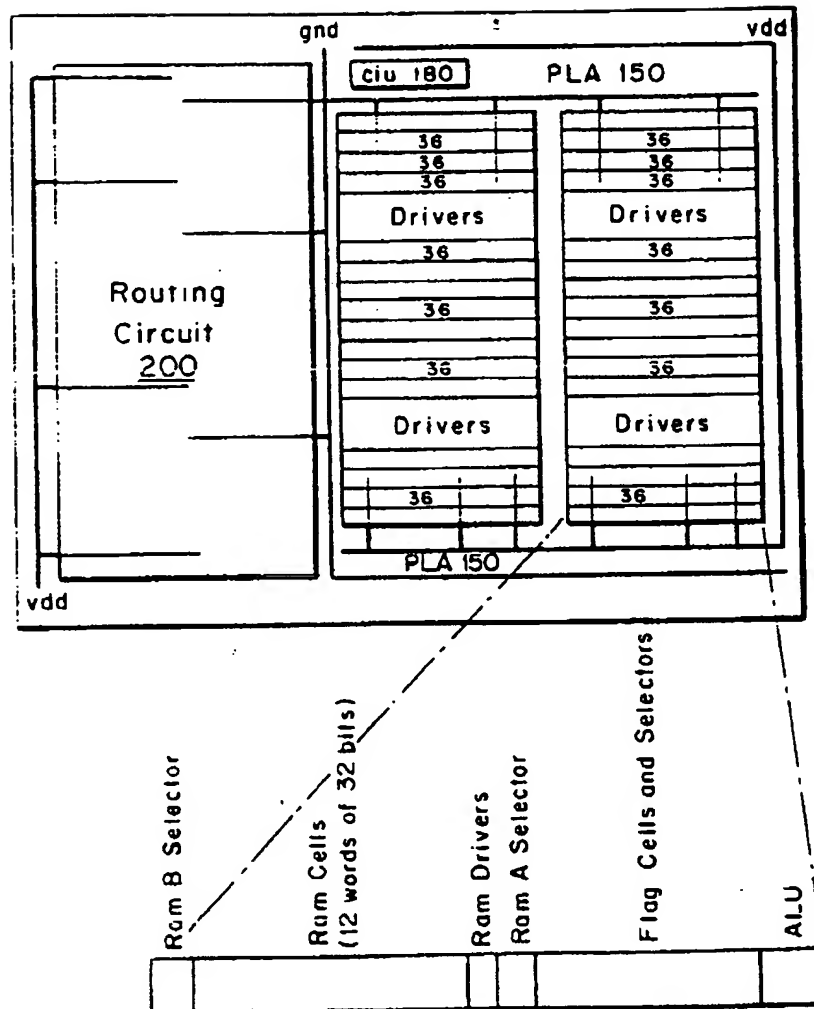 gnd
vdd
ciu 180
PLA 150
36
36
36
36
36
36
Drivers
Drivers
36
36
Routing
Circuit
200
36
36
36
36
Drivers
Drivers
36
36
PLA 150
vdd
Ram B Selector
Ram Cells
(12 words of 32 bits)
Ram Drivers
Ram A Selector
Flag Cells and Selectors
ALU